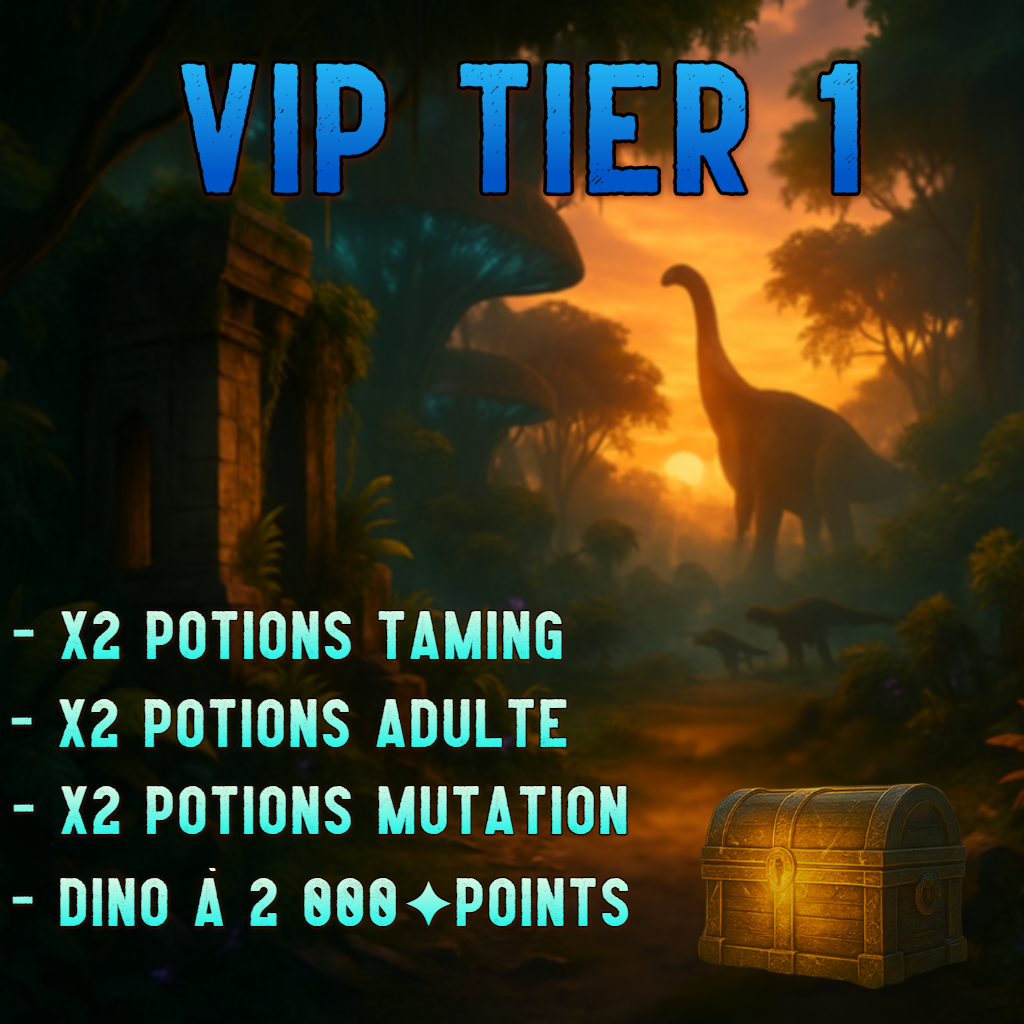 VIP TIER 1
- X2 POTIONS TAMING
- X2 POTIONS ADULTE
- X2 POTIONS MUTATION
- DINO À 2 000✦POINTS